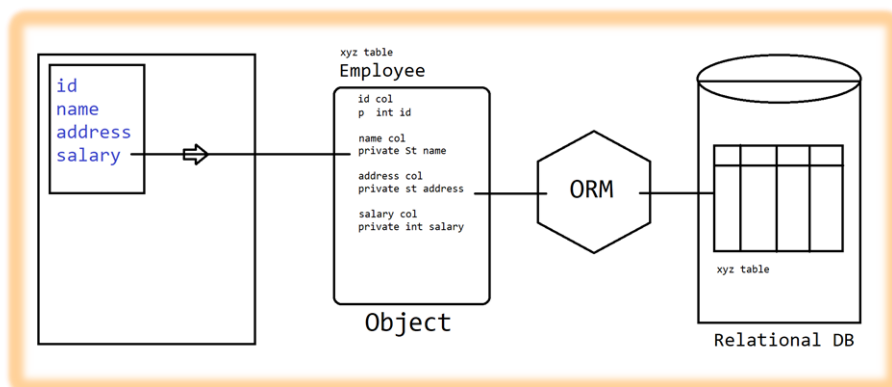 id
name
address
salary
xyz table
Employee
id col
p int id
name col
private St name
address col
private st address
salary col
private int salary
Object
ORM
xyz table
Relational DB